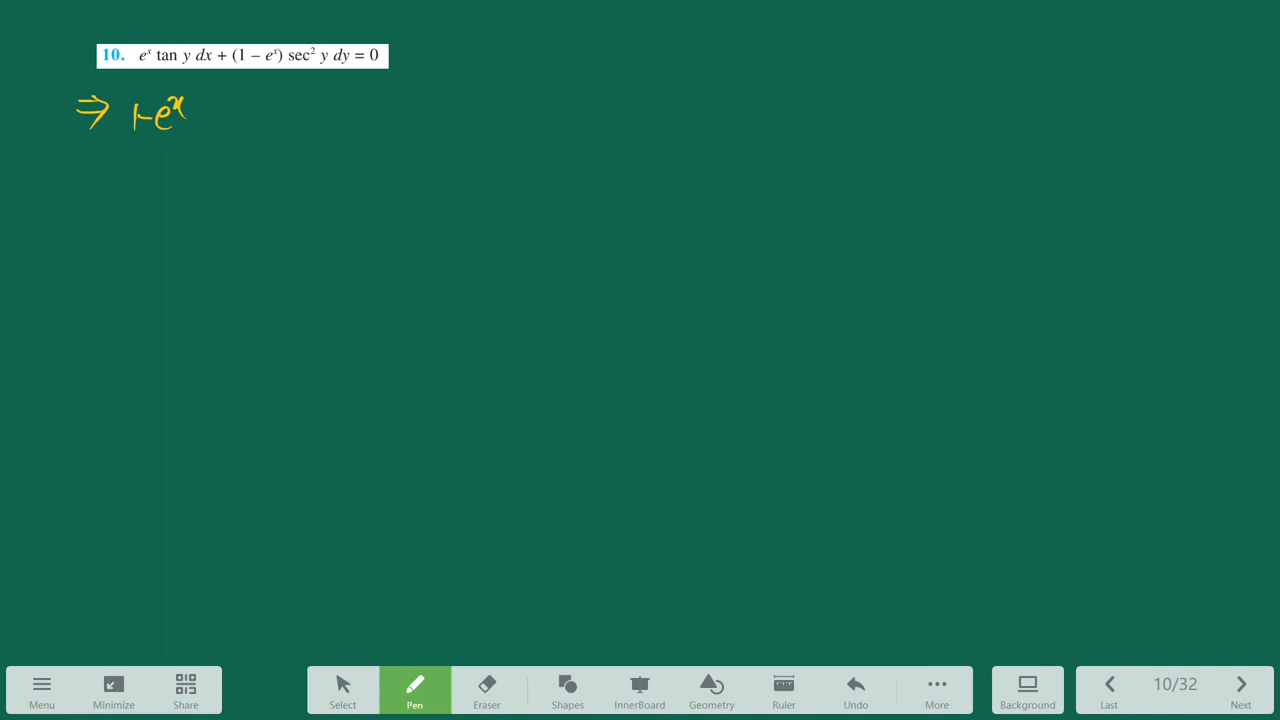 10. eˣ tan y dx + (1 – eˣ) sec² y dy = 0
⇒ 1-eˣ
Menu Minimize Share Select Pen Eraser Shapes InnerBoard Geometry Ruler Undo More Background Last 10/32 Next